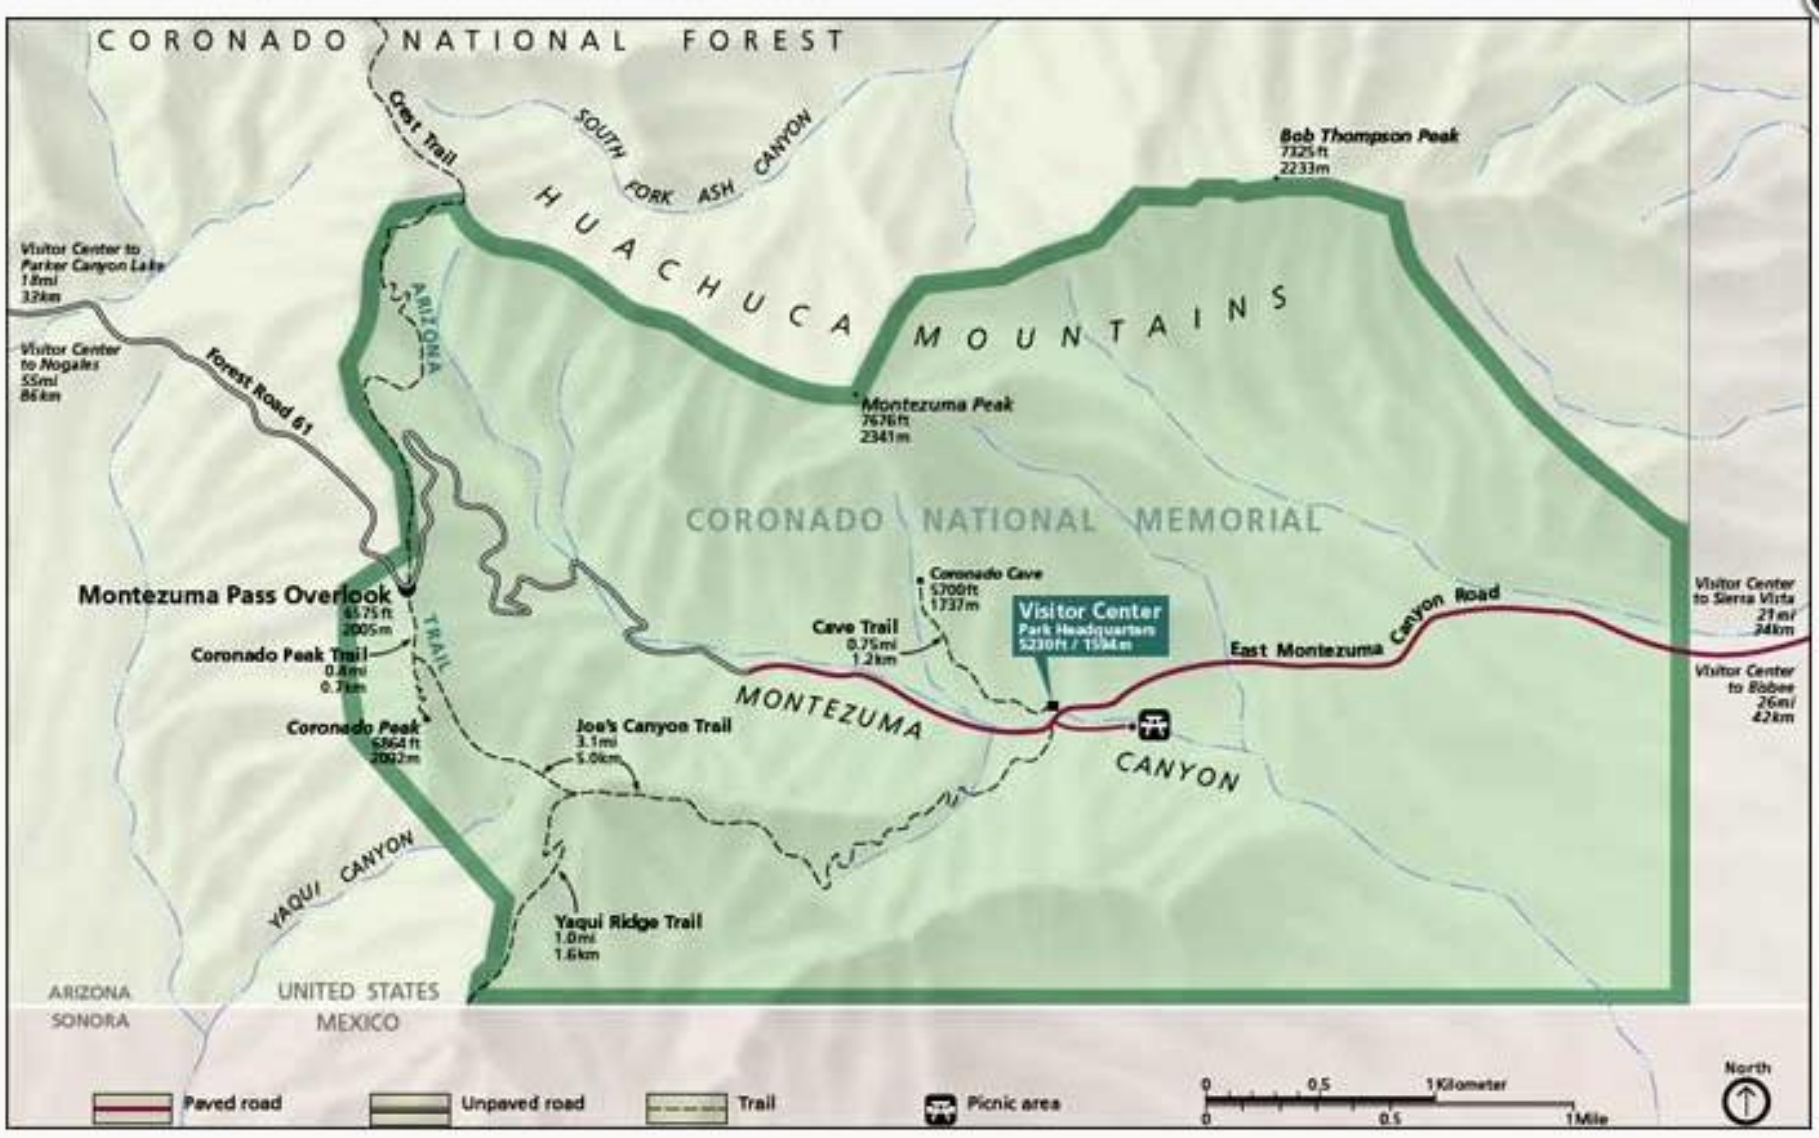 CORONADO NATIONAL FOREST
Crest Trail
SOUTH FORK ASH CANYON
Bob Thompson Peak
7325ft
2233m
HUACHUCA MOUNTAINS
Visitor Center to
Parker Canyon Lake
18mi
33km
Visitor Center
to Nogales
55mi
86km
Forest Road 61
ARIZONA
TRAIL
Montezuma Peak
7676ft
2341m
CORONADO NATIONAL MEMORIAL
Montezuma Pass Overlook
6575ft
2005m
Coronado Peak Trail
0.4mi
0.7km
Coronado Peak
6864ft
2092m
Coronado Cave
5700ft
1737m
Cave Trail
0.75mi
1.2km
Visitor Center
Park Headquarters
5230ft / 1594m
East Montezuma Canyon Road
Visitor Center
to Sierra Vista
21mi
34km
Visitor Center
to Bisbee
26mi
42km
MONTEZUMA CANYON
Joe's Canyon Trail
3.1mi
5.0km
YAQUI CANYON
Yaqui Ridge Trail
1.0mi
1.6km
ARIZONA
SONORA
UNITED STATES
MEXICO
Paved road
Unpaved road
Trail
Picnic area
0 0.5 1 Kilometer
0 0.5 1 Mile
North